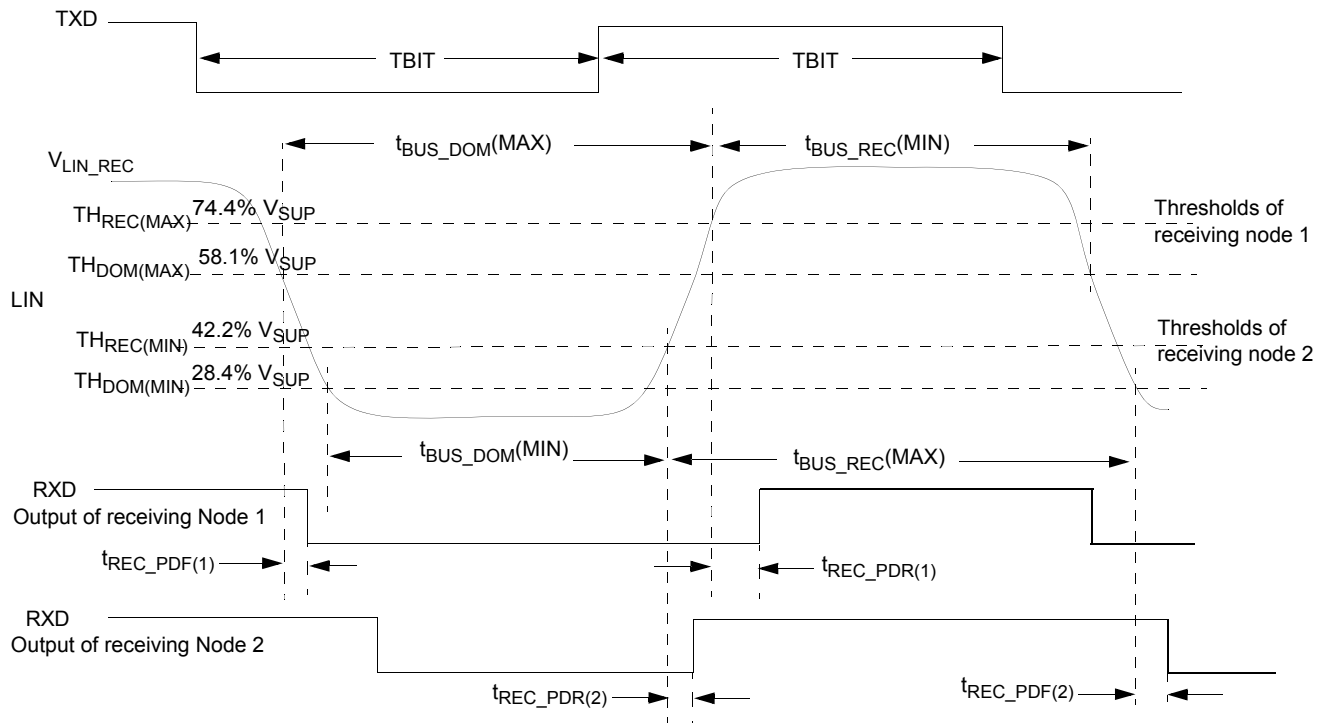 TXD
TBIT
TBIT
tBUS_DOM(MAX)
tBUS_REC(MIN)
VLIN_REC
THREC(MAX) 74.4% VSUP
Thresholds of
receiving node 1
THDOM(MAX) 58.1% VSUP
LIN
THREC(MIN) 42.2% VSUP
Thresholds of
receiving node 2
THDOM(MIN) 28.4% VSUP
tBUS_DOM(MIN)
tBUS_REC(MAX)
RXD
Output of receiving Node 1
tREC_PDF(1)
tREC_PDR(1)
RXD
Output of receiving Node 2
tREC_PDR(2)
tREC_PDF(2)